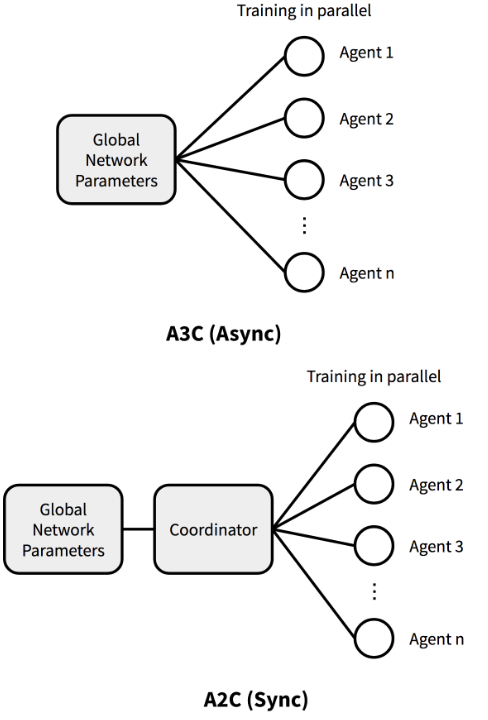 Training in parallel
Agent 1
Agent 2
Global
Network
Parameters
Agent 3
Agent n
A3C (Async)
Training in parallel
Agent 1
Agent 2
Global
Network
Parameters
Coordinator
Agent 3
Agent n
A2C (Sync)